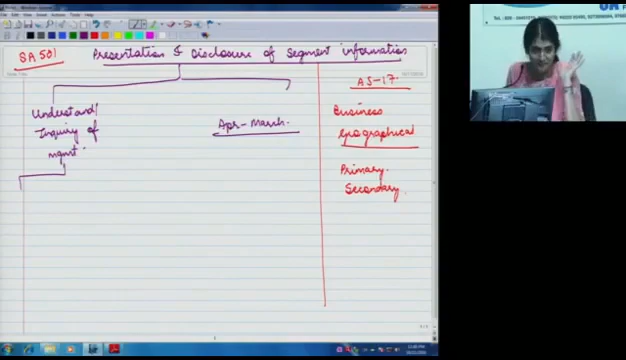 SA 501
Presentation & Disclosure of Segment information
Understand/
Inquiry of
mgmt.
Apr - March.
AS-17.
Business
Geographical
Primary.
Secondary